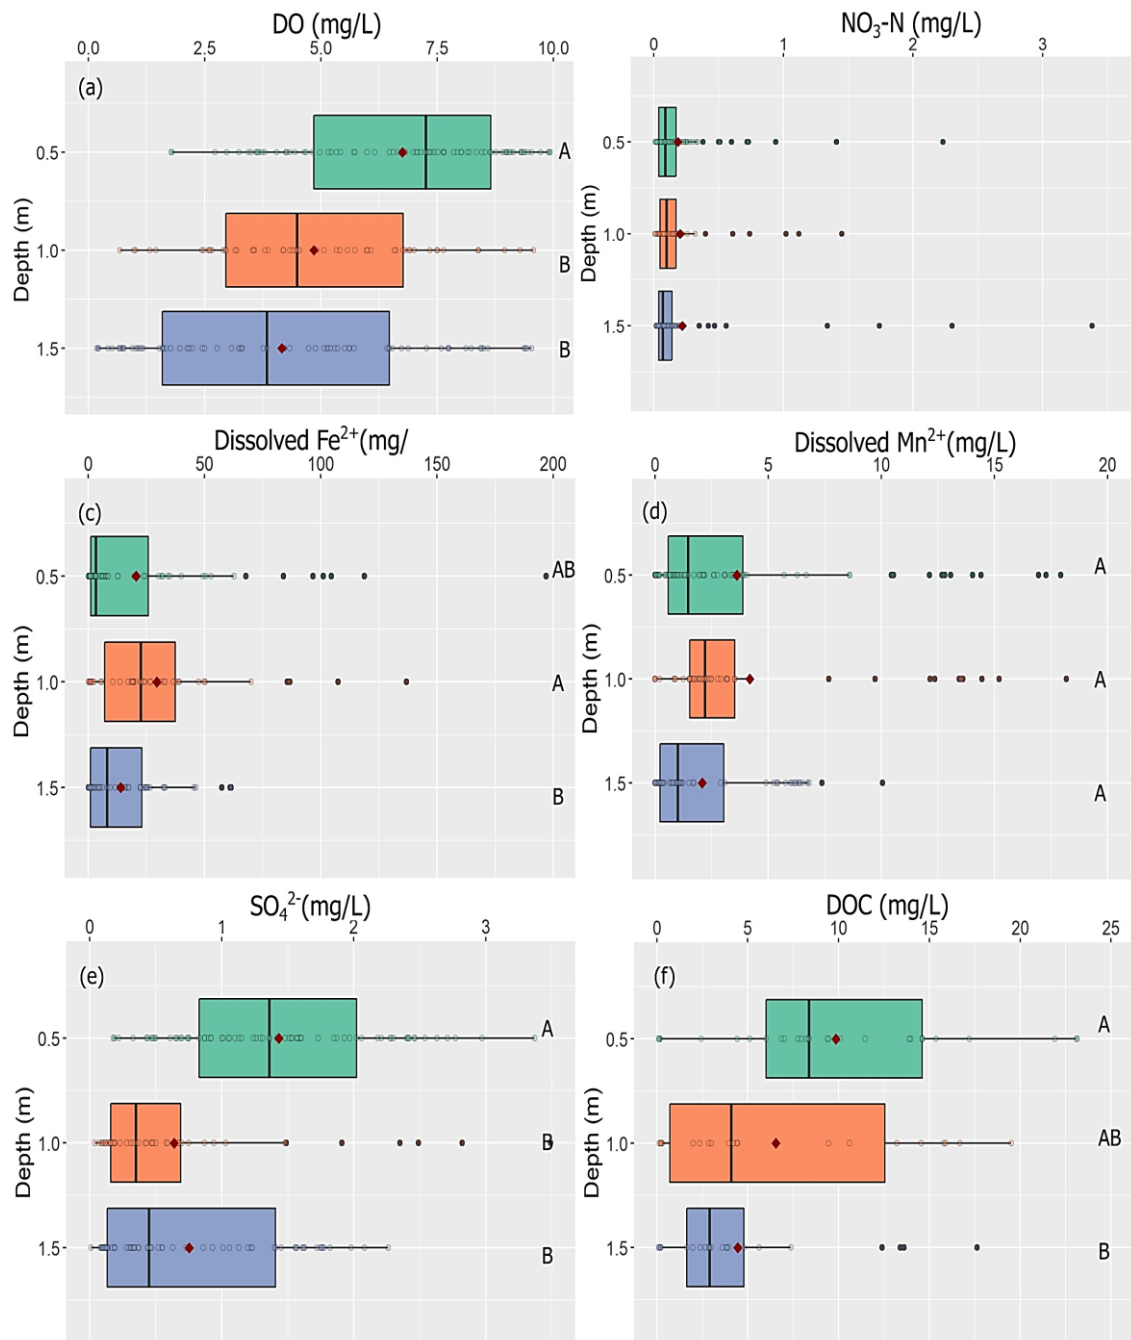 DO (mg/L)
0.0 2.5 5.0 7.5 10.0
(a)
0.5 A
1.0 B
1.5 B
Depth (m)
NO3-N (mg/L)
0 1 2 3
0.5
1.0
1.5
Depth (m)
Dissolved Fe2+(mg/
0 50 100 150 200
(c)
0.5 AB
1.0 A
1.5 B
Depth (m)
Dissolved Mn2+(mg/L)
0 5 10 15 20
(d)
0.5 A
1.0 A
1.5 A
Depth (m)
SO42-(mg/L)
0 1 2 3
(e)
0.5 A
1.0 B
1.5 B
Depth (m)
DOC (mg/L)
0 5 10 15 20 25
(f)
0.5 A
1.0 AB
1.5 B
Depth (m)